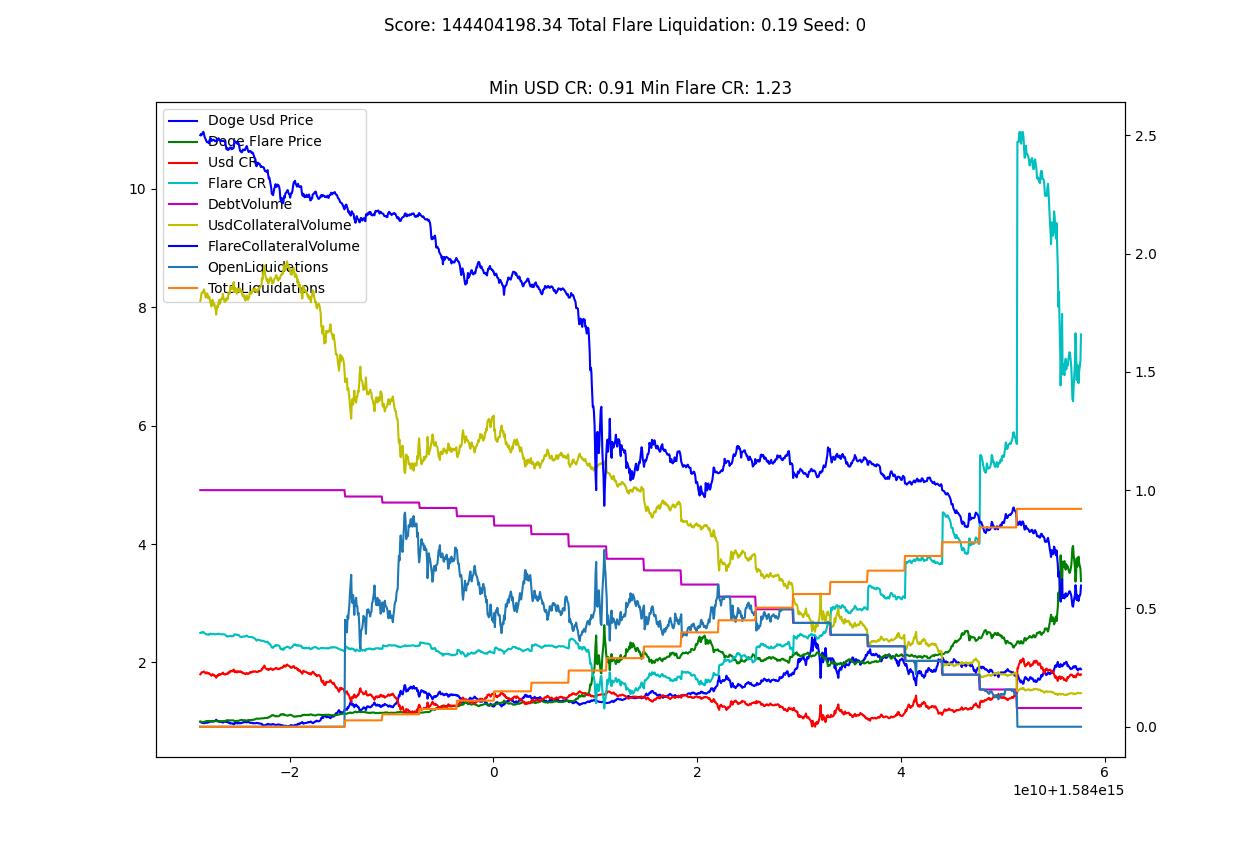 Score: 144404198.34 Total Flare Liquidation: 0.19 Seed: 0
Min USD CR: 0.91 Min Flare CR: 1.23
Doge Usd Price
Doge Flare Price
Usd CR
Flare CR
DebtVolume
UsdCollateralVolume
FlareCollateralVolume
OpenLiquidations
TotalLiquidations
10
8
6
4
2
2.5
2.0
1.5
1.0
0.5
0.0
−2
0
2
4
6
1e10+1.584e15